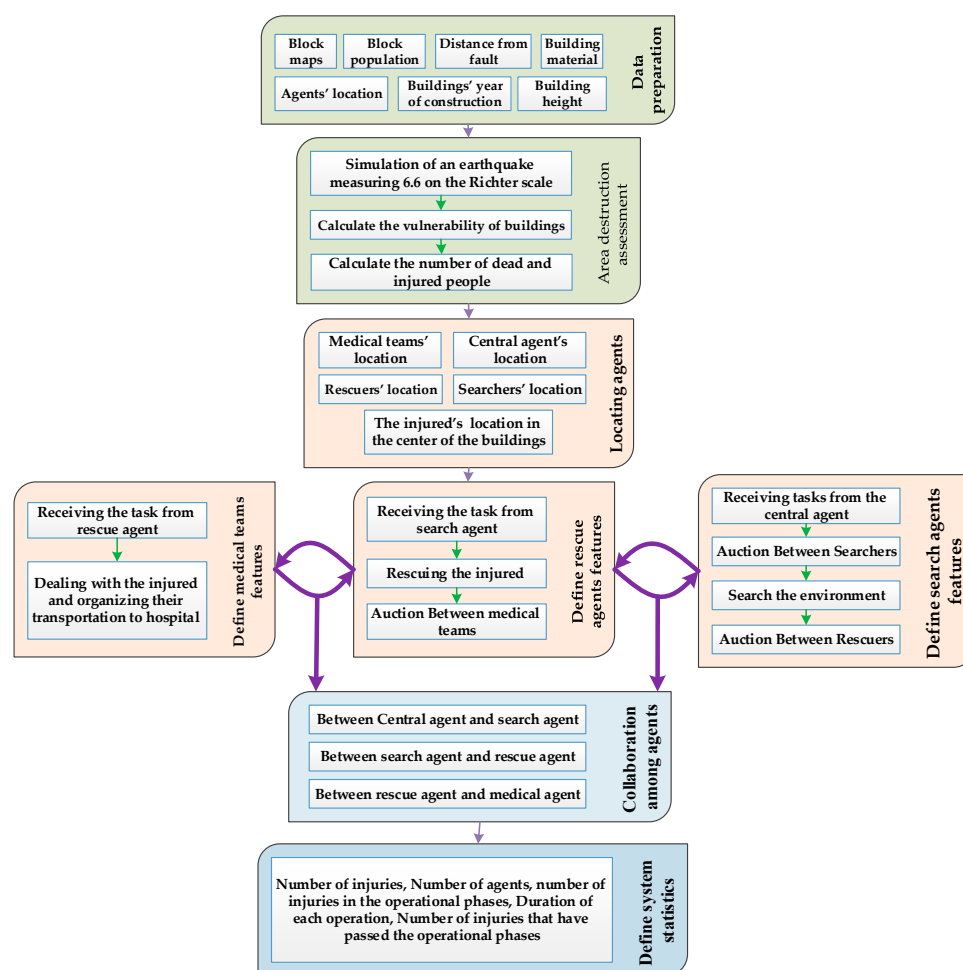 Block
maps
Block
population
Distance from
fault
Building
material
Agents' location
Buildings' year
of construction
Building
height
Data
preparation
Simulation of an earthquake
measuring 6.6 on the Richter scale
Calculate the vulnerability of buildings
Calculate the number of dead and
injured people
Area destruction
assessment
Medical teams'
location
Central agent's
location
Rescuers' location
Searchers' location
The injured's location in
the center of the buildings
Locating agents
Receiving the task from
rescue agent
Dealing with the injured
and organizing their
transportation to hospital
Define medical teams
features
Receiving the task from
search agent
Rescuing the injured
Auction Between medical
teams
Define rescue
agents features
Receiving tasks from the
central agent
Auction Between Searchers
Search the environment
Auction Between Rescuers
Define search agents
features
Between Central agent and search agent
Between search agent and rescue agent
Between rescue agent and medical agent
Collaboration
among agents
Number of injuries, Number of agents, number of
injuries in the operational phases, Duration of
each operation, Number of injuries that have
passed the operational phases
Define system
statistics